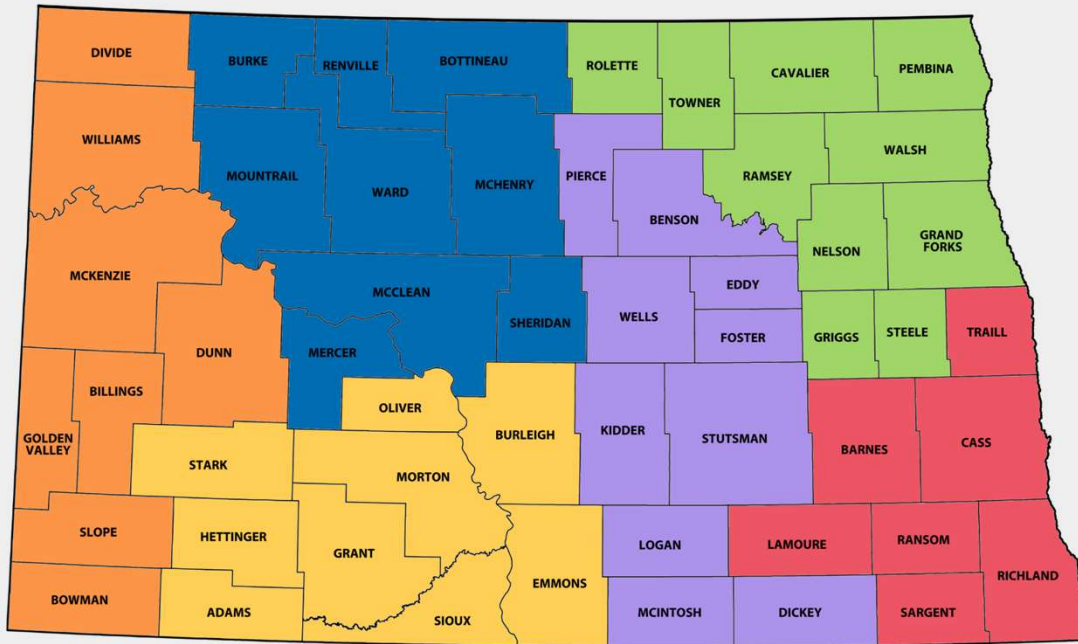 DIVIDE
BURKE
RENVILLE
BOTTINEAU
ROLETTE
TOWNER
CAVALIER
PEMBINA
WILLIAMS
MOUNTRAIL
WARD
MCHENRY
PIERCE
BENSON
RAMSEY
WALSH
NELSON
GRAND
FORKS
MCKENZIE
MCCLEAN
SHERIDAN
WELLS
EDDY
FOSTER
GRIGGS
STEELE
TRAILL
DUNN
MERCER
BILLINGS
GOLDEN
VALLEY
OLIVER
BURLEIGH
KIDDER
STUTSMAN
BARNES
CASS
STARK
MORTON
SLOPE
HETTINGER
GRANT
EMMONS
LOGAN
LAMOURE
RANSOM
RICHLAND
BOWMAN
ADAMS
SIOUX
MCINTOSH
DICKEY
SARGENT